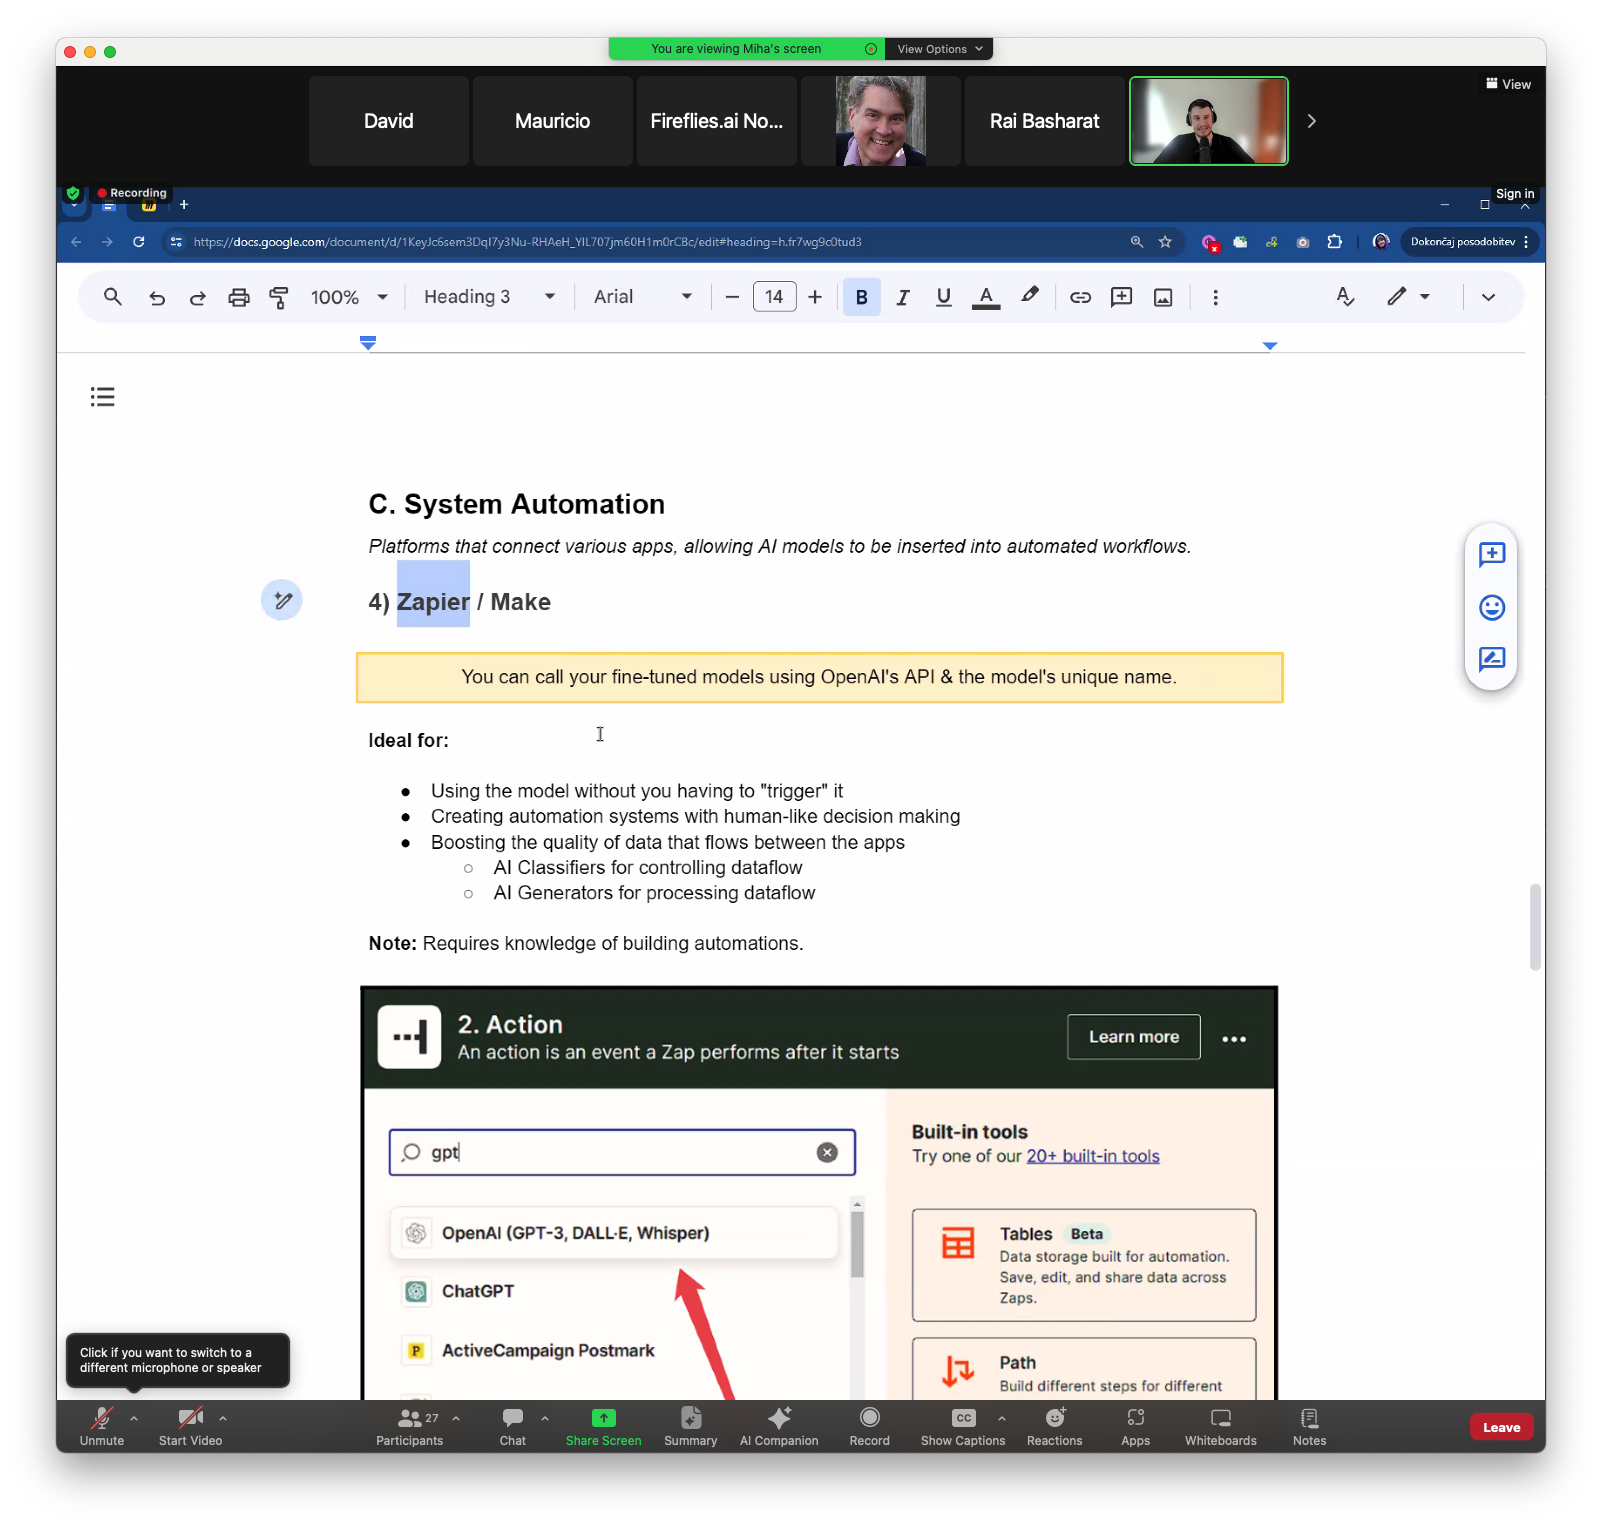 You are viewing Miha's screen
View Options
View
David
Mauricio
Fireflies.ai No...
Rai Basharat
Recording
Sign in
https://docs.google.com/document/d/1KeyJc6sem3DqI7y3Nu-RHAeH_YIL707jm60H1m0rCBc/edit#heading=h.fr7wg9c0tud3
Dokončaj posodobitev
100%
Heading 3
Arial
14
B
I
U
A
C. System Automation
Platforms that connect various apps, allowing AI models to be inserted into automated workflows.
4) Zapier / Make
You can call your fine-tuned models using OpenAI's API & the model's unique name.
Ideal for:
● Using the model without you having to "trigger" it
● Creating automation systems with human-like decision making
● Boosting the quality of data that flows between the apps
○ AI Classifiers for controlling dataflow
○ AI Generators for processing dataflow
Note: Requires knowledge of building automations.
2. Action
An action is an event a Zap performs after it starts
Learn more
gpt
OpenAI (GPT-3, DALL·E, Whisper)
ChatGPT
ActiveCampaign Postmark
Built-in tools
Try one of our 20+ built-in tools
Tables Beta
Data storage built for automation.
Save, edit, and share data across
Zaps.
Path
Build different steps for different
Click if you want to switch to a
different microphone or speaker
Unmute
Start Video
27
Participants
Chat
Share Screen
Summary
AI Companion
Record
CC
Show Captions
Reactions
Apps
Whiteboards
Notes
Leave